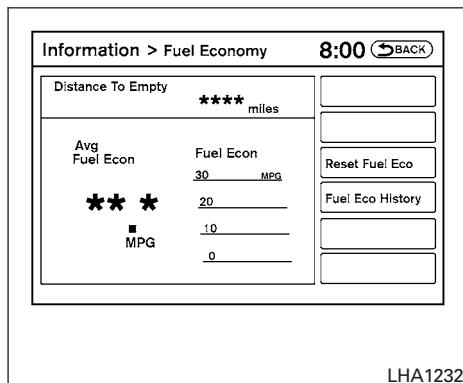 Information > Fuel Economy 8:00 BACK
Distance To Empty
**** miles
Avg
Fuel Econ
**.* MPG
Fuel Econ
30 MPG
20
10
0
Reset Fuel Eco
Fuel Eco History
LHA1232